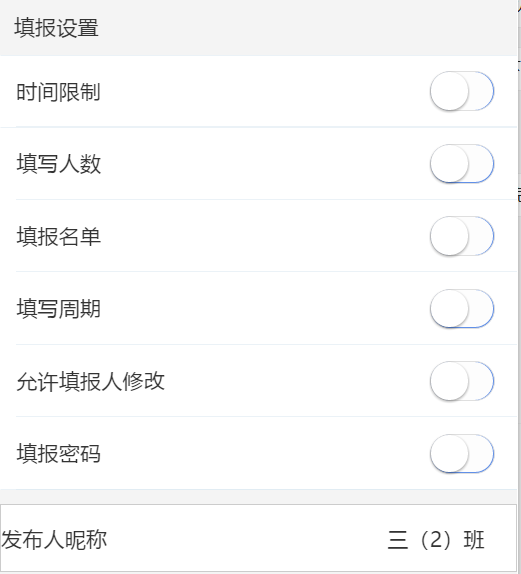 填报设置
时间限制
填写人数
填报名单
填写周期
允许填报人修改
填报密码
发布人昵称 三（2）班